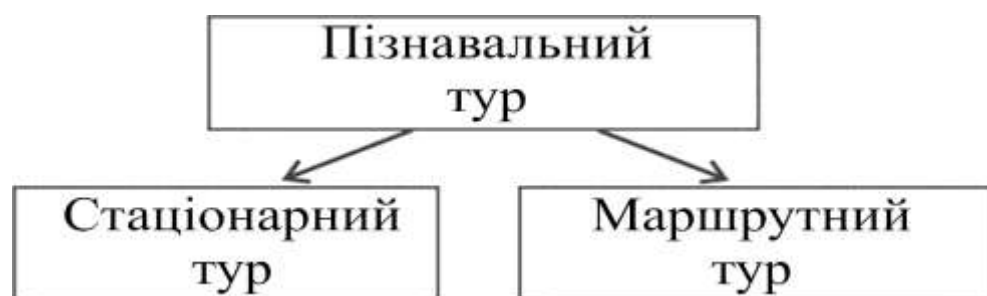 Пізнавальний
тур
Стаціонарний
тур
Маршрутний
тур